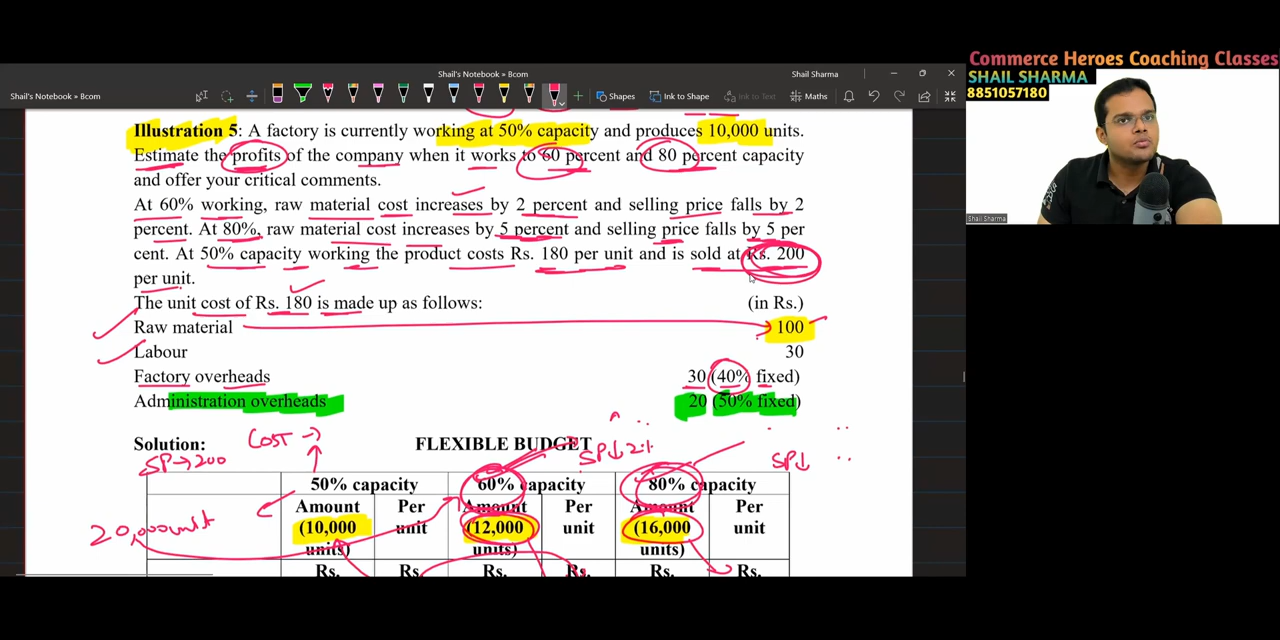 Commerce Heroes Coaching Classes
SHAIL SHARMA
8851057180
Shail's Notebook » Bcom
Shail Sharma
Shail's Notebook » Bcom
Shapes
Ink to Shape
Ink to Text
Maths
Illustration 5: A factory is currently working at 50% capacity and produces 10,000 units.
Estimate the profits of the company when it works to 60 percent and 80 percent capacity
and offer your critical comments.
At 60% working, raw material cost increases by 2 percent and selling price falls by 2
percent. At 80%, raw material cost increases by 5 percent and selling price falls by 5 per
cent. At 50% capacity working the product costs Rs. 180 per unit and is sold at Rs. 200
per unit.
The unit cost of Rs. 180 is made up as follows: (in Rs.)
Raw material 100
Labour 30
Factory overheads 30 (40% fixed)
Administration overheads 20 (50% fixed)
Solution: COST → FLEXIBLE BUDGET SP↓2%
SP→200 SP↓
50% capacity 60% capacity 80% capacity
Amount Per Amount Per Amount Per
(10,000 unit (12,000 unit (16,000 unit
units) units) units)
20,000 unit
Rs. Rs. Rs. Rs. Rs. Rs.
Shail Sharma